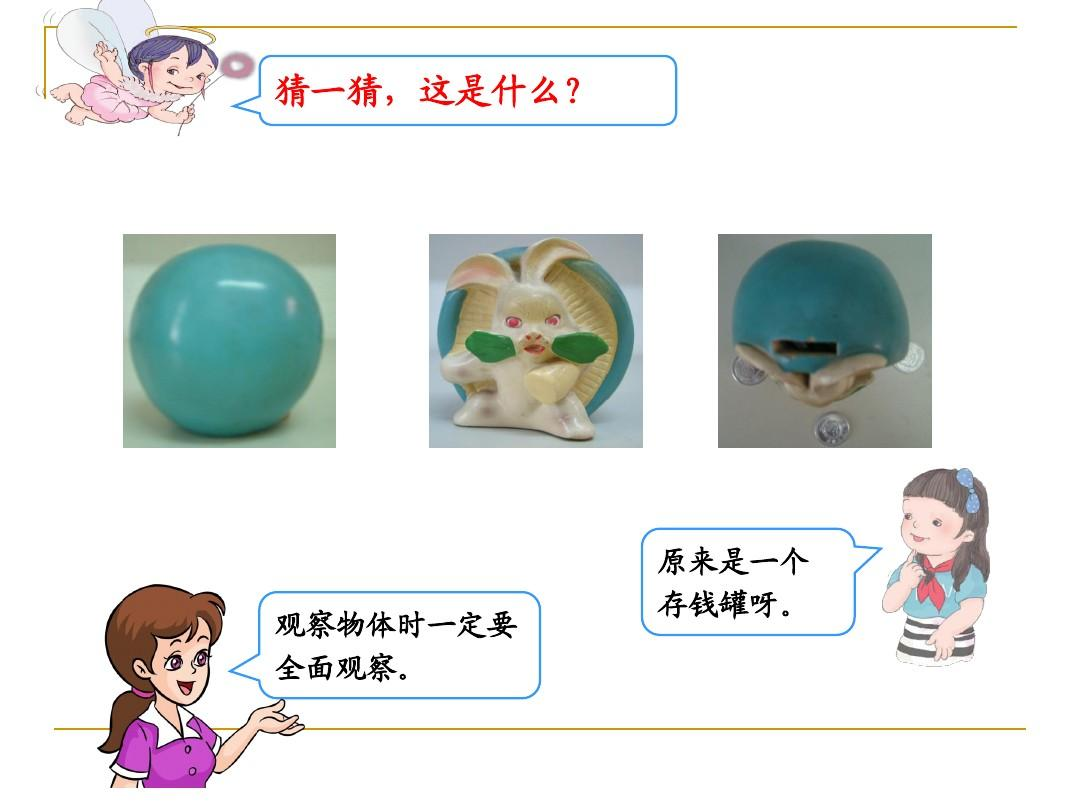 猜一猜，这是什么？
原来是一个
存钱罐呀。
观察物体时一定要
全面观察。